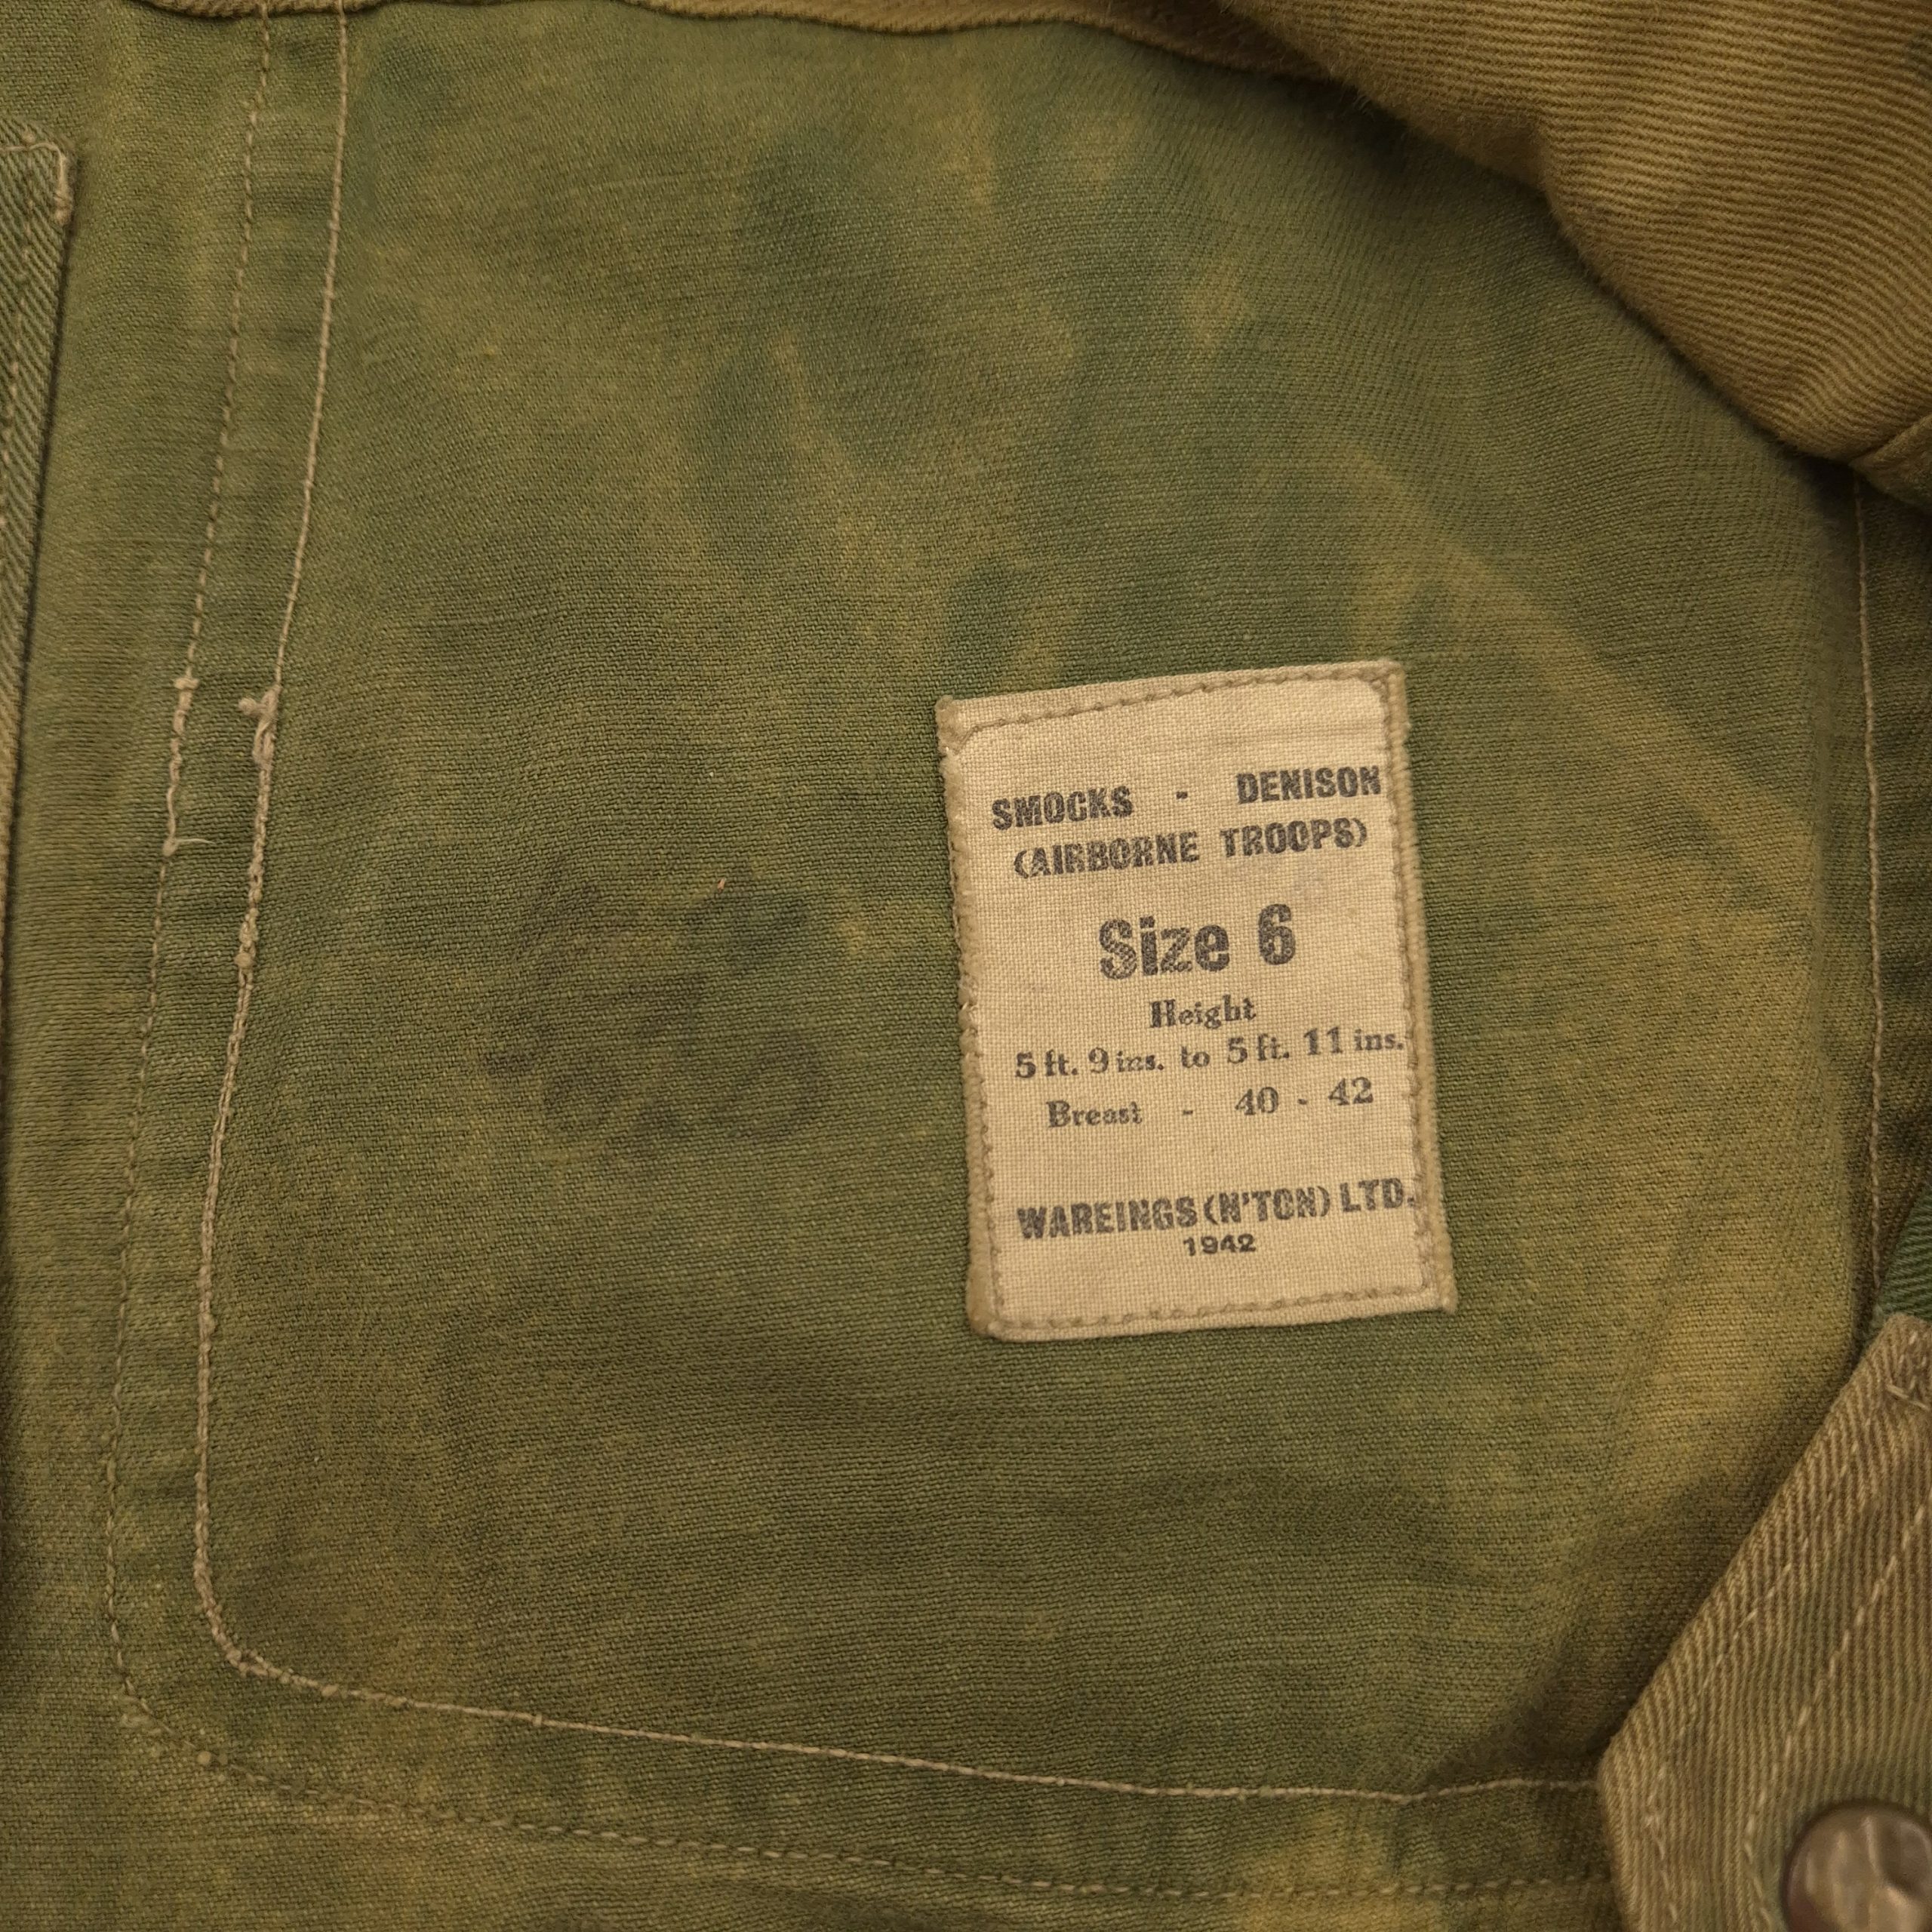 SMOCKS - DENISON
(AIRBORNE TROOPS)
Size 6
Height
5 ft. 9 ins. to 5 ft. 11 ins.
Breast - 40 - 42
WAREINGS (N'TON) LTD.
1942